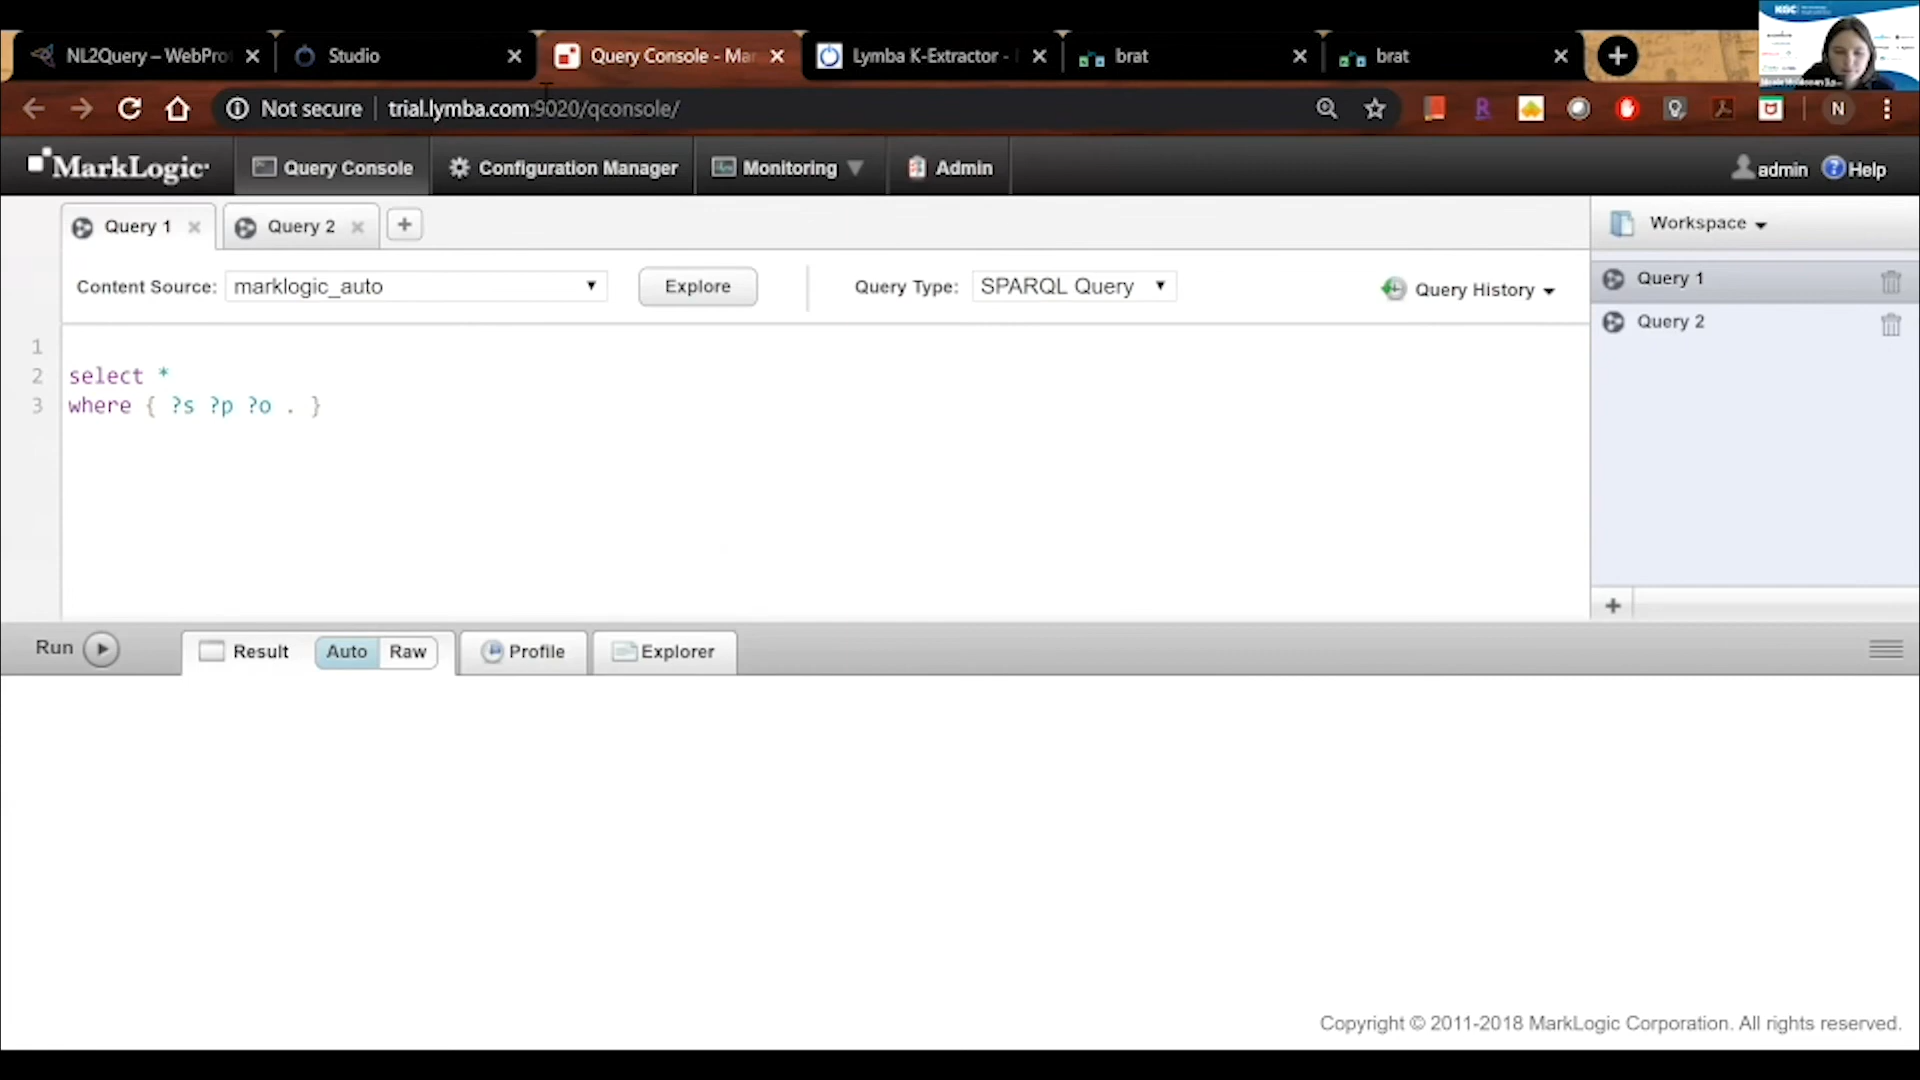 NL2Query – WebPro
Studio
Query Console - Mar
Lymba K-Extractor -
brat
brat
KGC
Not secure
trial.lymba.com:9020/qconsole/
N
MarkLogic
Query Console
Configuration Manager
Monitoring
Admin
admin
Help
Query 1
Query 2
Workspace
Content Source:
marklogic_auto
Explore
Query Type:
SPARQL Query
Query History
Query 1
Query 2
1
2 select *
3 where { ?s ?p ?o . }
Run
Result
Auto
Raw
Profile
Explorer
Copyright © 2011-2018 MarkLogic Corporation. All rights reserved.